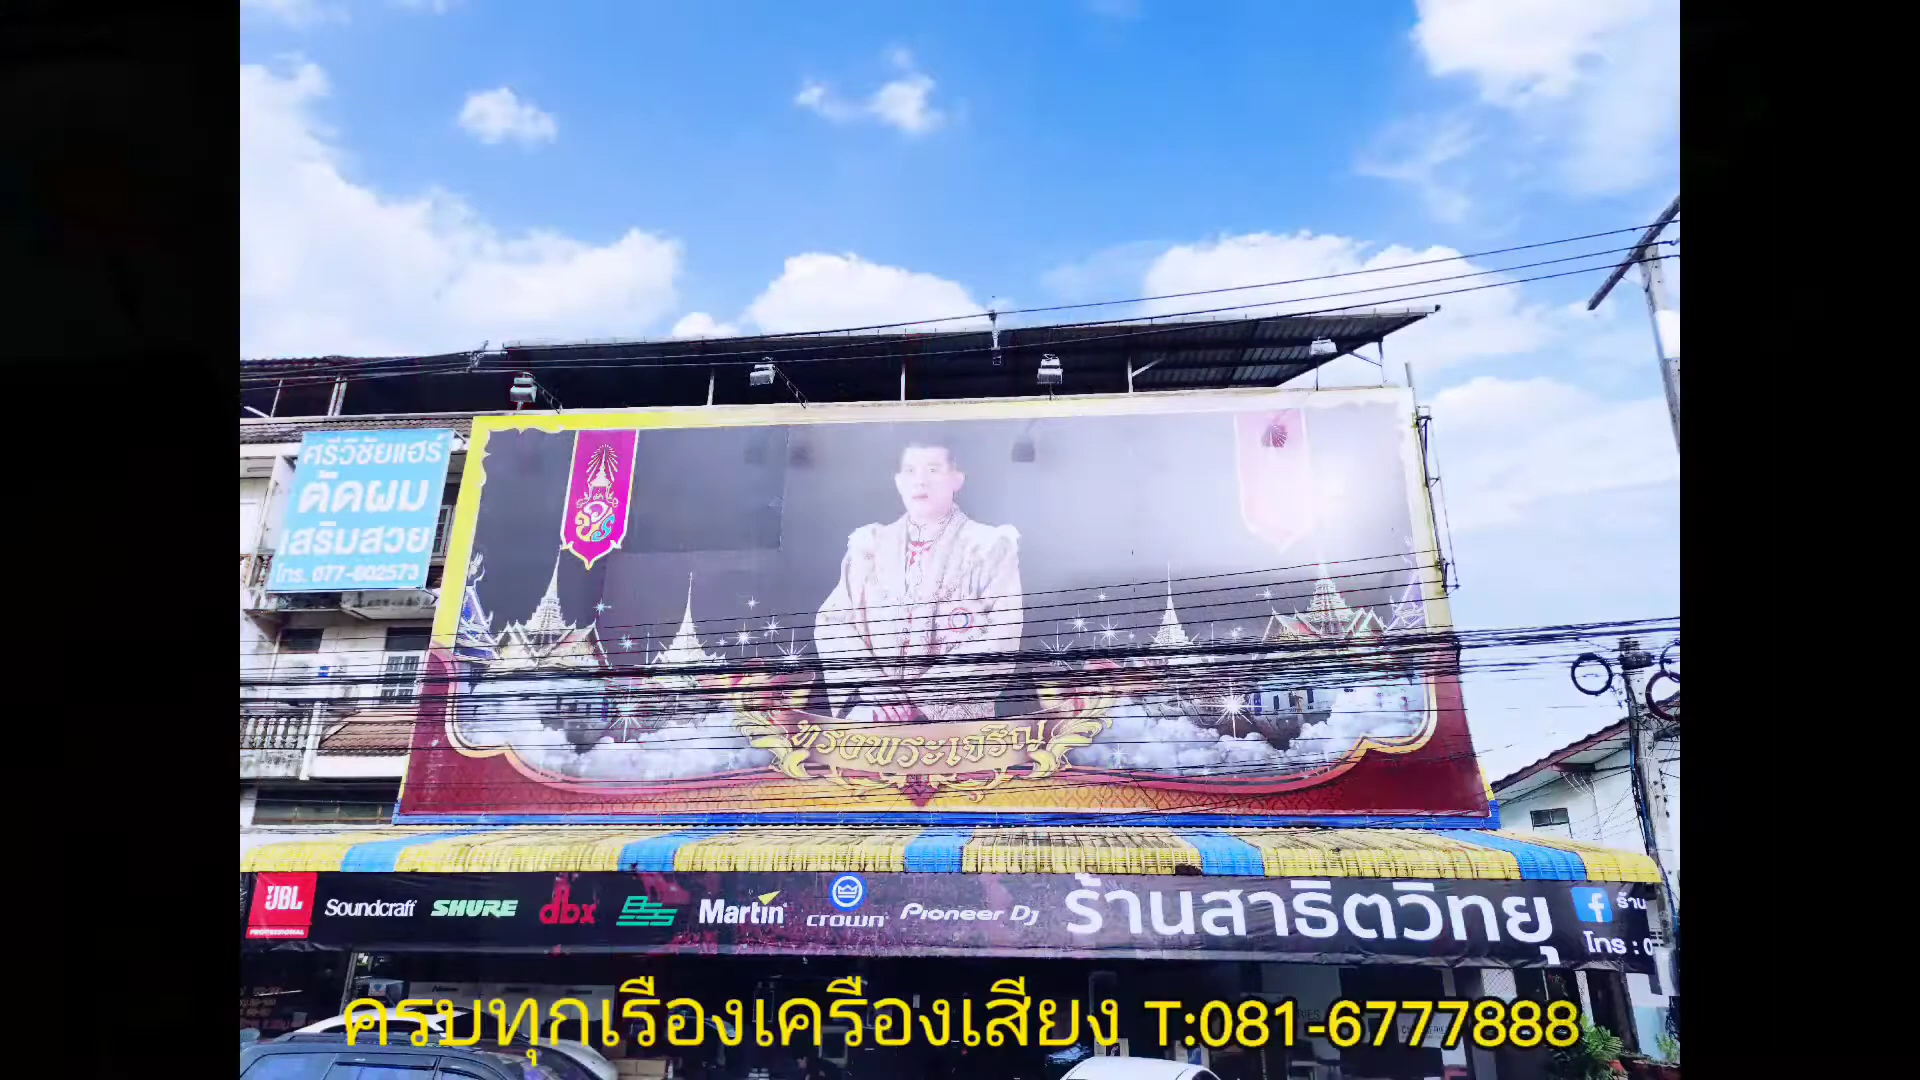 ศรีวิชัยแฮร์
ตัดผม
เสริมสวย
โทร. 077-802573
ทรงพระเจริญ
JBL
PROFESSIONAL
Soundcraft
SHURE
dbx
BSS
Martin
crown
Pioneer Dj
ร้านสาธิตวิทยุ
f ร้าน
โทร : 0
ครบทุกเรืองเครืองเสียง T:081-6777888